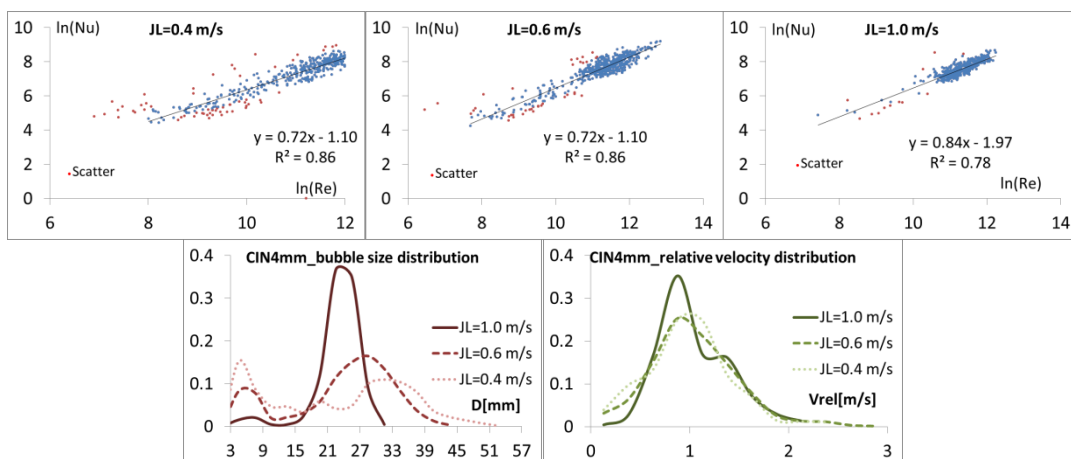 ln(Nu)
JL=0.4 m/s
10
8
6
4
2
0
y = 0.72x - 1.10
R² = 0.86
Scatter
ln(Re)
6 8 10 12
ln(Nu)
JL=0.6 m/s
10
8
6
4
2
0
y = 0.72x - 1.10
R² = 0.86
Scatter
6 8 10 12 14
ln(Nu)
JL=1.0 m/s
10
8
6
4
2
0
y = 0.84x - 1.97
R² = 0.78
Scatter
ln(Re)
6 8 10 12 14
CIN4mm_bubble size distribution
0.4
0.3
0.2
0.1
0
JL=1.0 m/s
JL=0.6 m/s
JL=0.4 m/s
D[mm]
3 9 15 21 27 33 39 45 51 57
CIN4mm_relative velocity distribution
0.4
0.3
0.2
0.1
0
JL=1.0 m/s
JL=0.6 m/s
JL=0.4 m/s
Vrel[m/s]
0 1 2 3